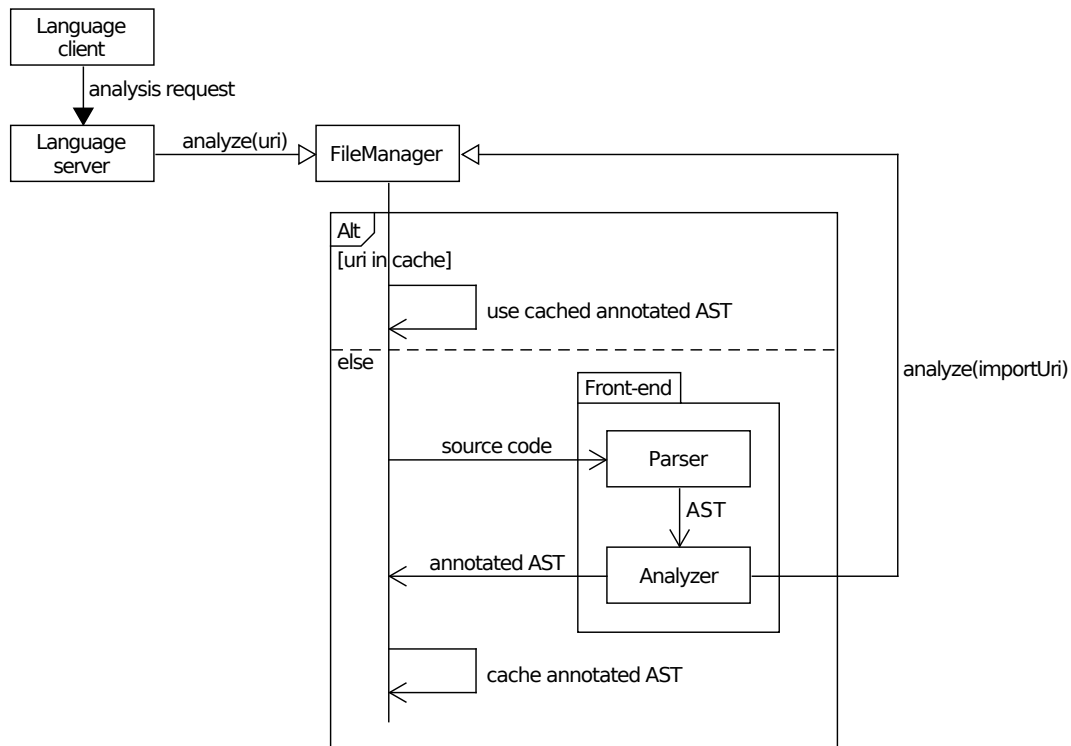 Language
client
analysis request
Language
server
analyze(uri)
FileManager
Alt
[uri in cache]
use cached annotated AST
else
analyze(importUri)
Front-end
source code
Parser
AST
annotated AST
Analyzer
cache annotated AST